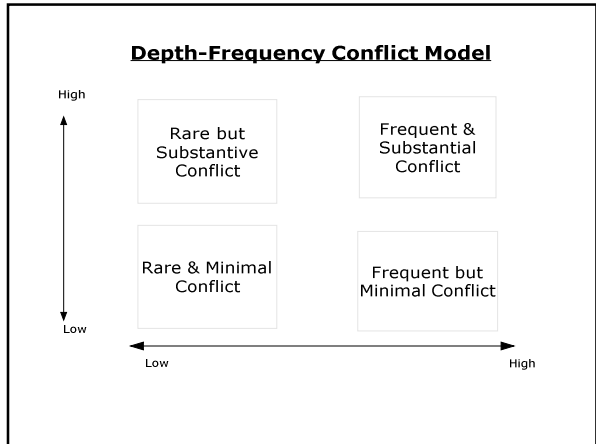 Depth-Frequency Conflict Model
High
Rare but
Substantive
Conflict
Frequent &
Substantial
Conflict
Rare & Minimal
Conflict
Frequent but
Minimal Conflict
Low
Low
High